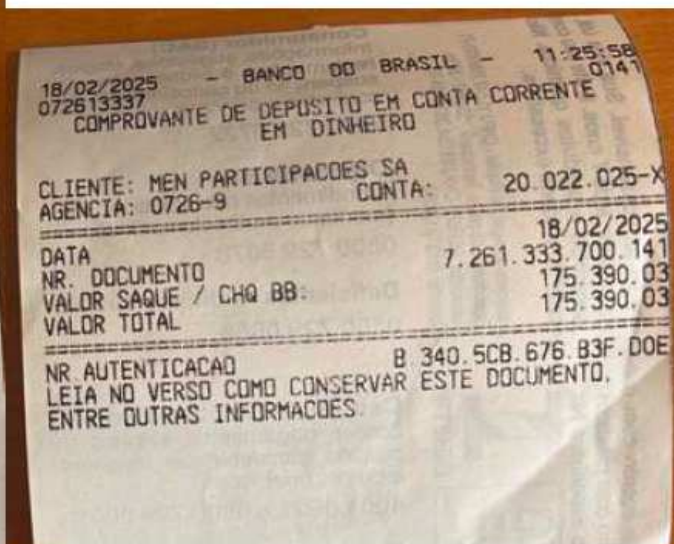 18/02/2025 - BANCO DO BRASIL - 11:25:58
072613337 0141
COMPROVANTE DE DEPOSITO EM CONTA CORRENTE
EM DINHEIRO
CLIENTE: MEN PARTICIPACOES SA
AGENCIA: 0726-9 CONTA: 20.022.025-X
DATA 18/02/2025
NR. DOCUMENTO 7.261.333.700.141
VALOR SAQUE / CHQ BB: 175.390.03
VALOR TOTAL 175.390.03
NR.AUTENTICACAO B 340.5CB.676.B3F.DOE
LEIA NO VERSO COMO CONSERVAR ESTE DOCUMENTO,
ENTRE OUTRAS INFORMACOES.